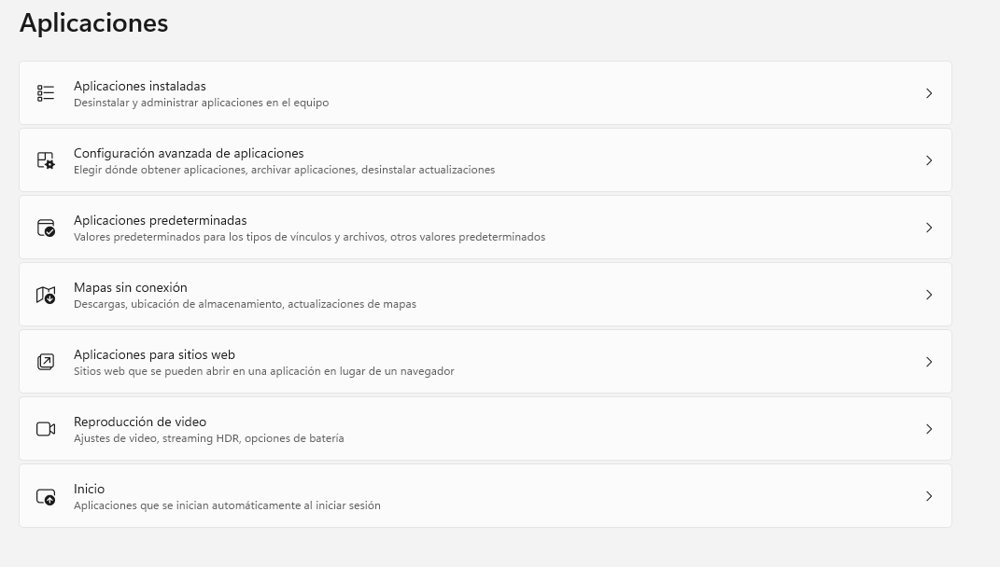 Aplicaciones
Aplicaciones instaladas
Desinstalar y administrar aplicaciones en el equipo
Configuración avanzada de aplicaciones
Elegir dónde obtener aplicaciones, archivar aplicaciones, desinstalar actualizaciones
Aplicaciones predeterminadas
Valores predeterminados para los tipos de vínculos y archivos, otros valores predeterminados
Mapas sin conexión
Descargas, ubicación de almacenamiento, actualizaciones de mapas
Aplicaciones para sitios web
Sitios web que se pueden abrir en una aplicación en lugar de un navegador
Reproducción de video
Ajustes de video, streaming HDR, opciones de batería
Inicio
Aplicaciones que se inician automáticamente al iniciar sesión